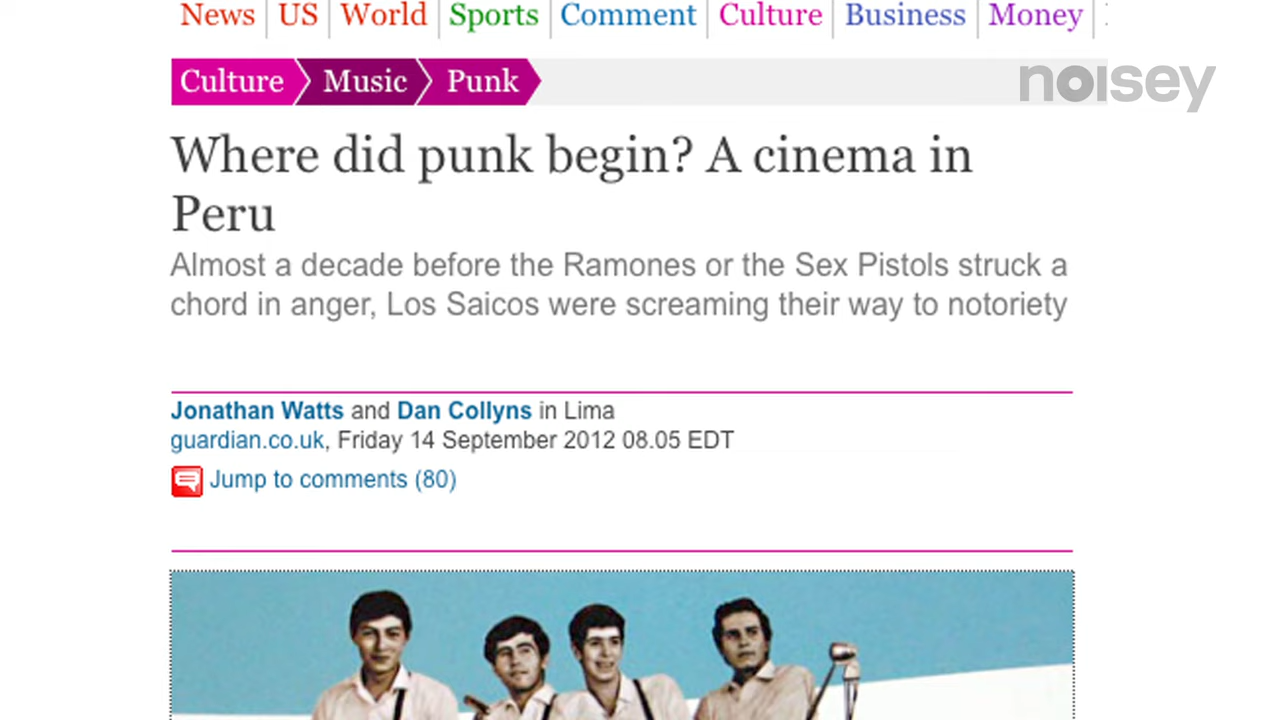 News US World Sports Comment Culture Business Money
Culture Music Punk
noisey
Where did punk begin? A cinema in
Peru
Almost a decade before the Ramones or the Sex Pistols struck a
chord in anger, Los Saicos were screaming their way to notoriety
Jonathan Watts and Dan Collyns in Lima
guardian.co.uk, Friday 14 September 2012 08.05 EDT
Jump to comments (80)